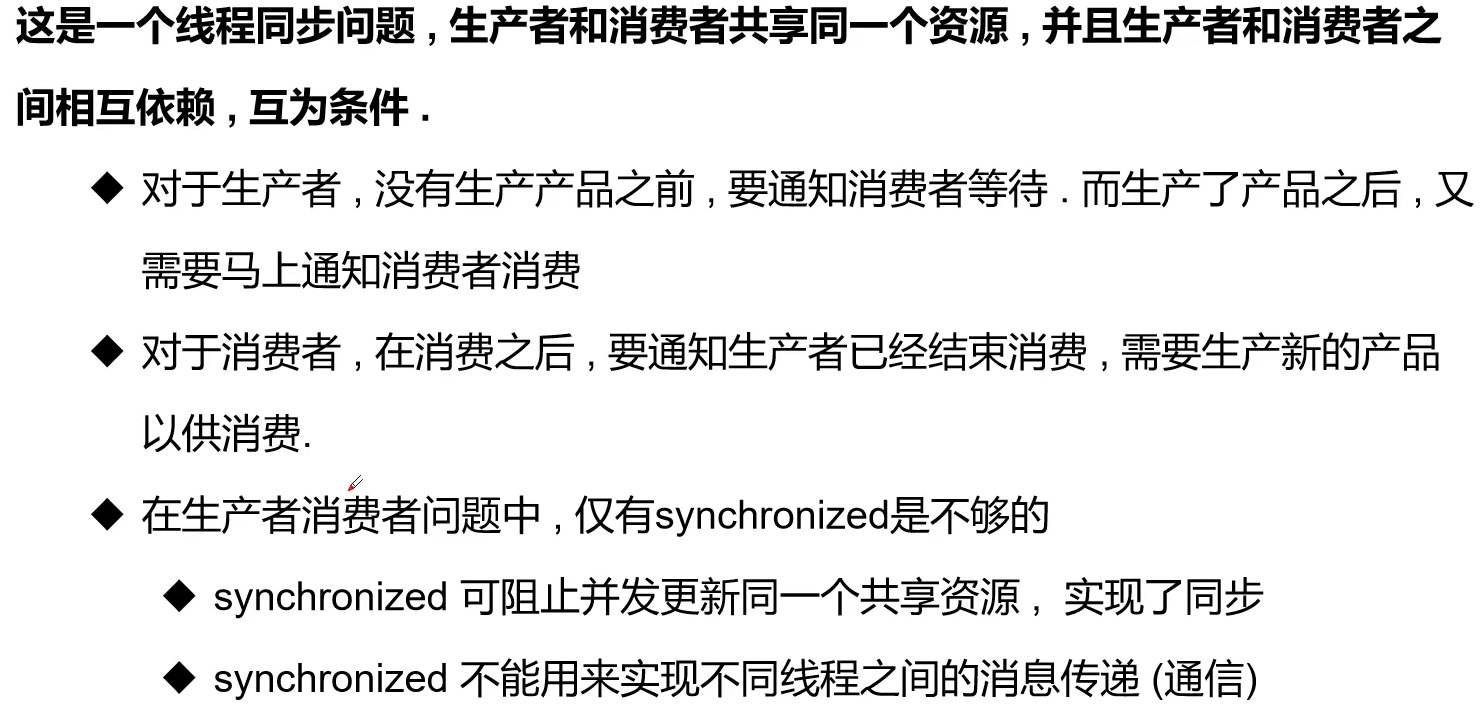 这是一个线程同步问题 , 生产者和消费者共享同一个资源 , 并且生产者和消费者之
间相互依赖 , 互为条件 .
◆ 对于生产者 , 没有生产产品之前 , 要通知消费者等待 . 而生产了产品之后 , 又
需要马上通知消费者消费
◆ 对于消费者 , 在消费之后 , 要通知生产者已经结束消费 , 需要生产新的产品
以供消费.
◆ 在生产者消费者问题中 , 仅有synchronized是不够的
◆ synchronized 可阻止并发更新同一个共享资源 , 实现了同步
◆ synchronized 不能用来实现不同线程之间的消息传递 (通信)